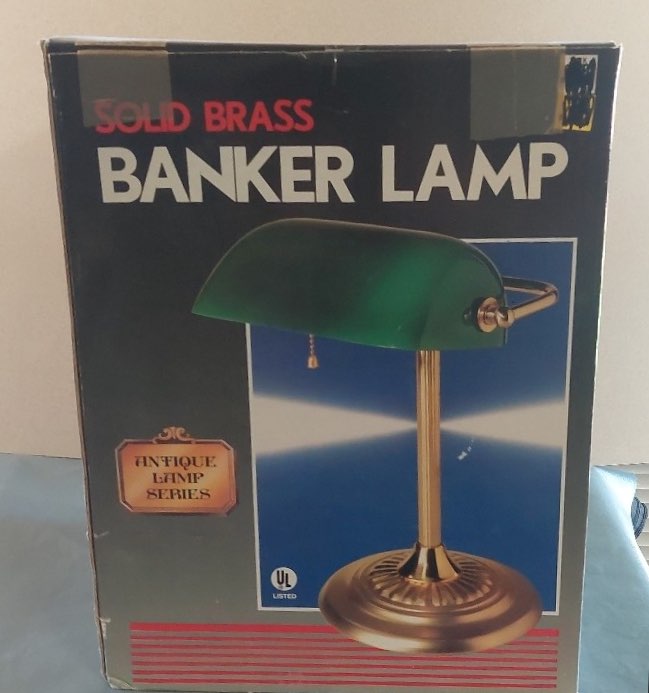 SOLID BRASS
BANKER LAMP
ANTIQUE
LAMP
SERIES
UL
LISTED